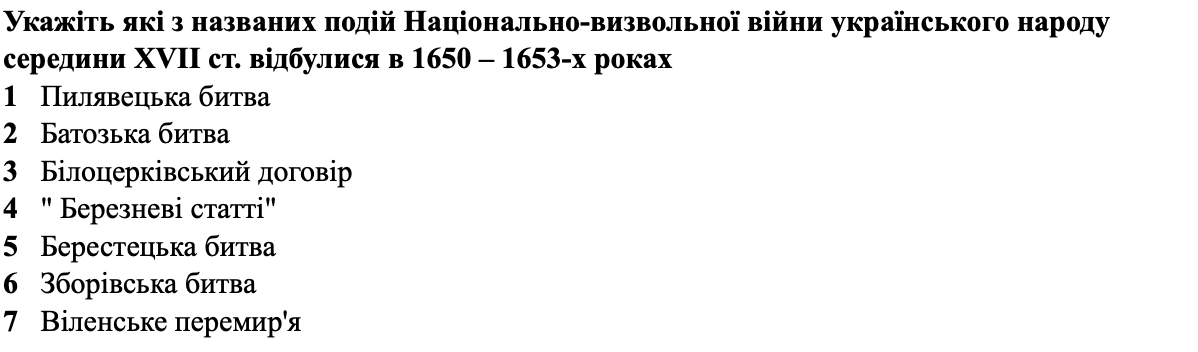 Укажіть які з названих подій Національно-визвольної війни українського народу
середини XVII ст. відбулися в 1650 – 1653-х роках
1 Пилявецька битва
2 Батозька битва
3 Білоцерківський договір
4 " Березневі статті"
5 Берестецька битва
6 Зборівська битва
7 Віленське перемир'я